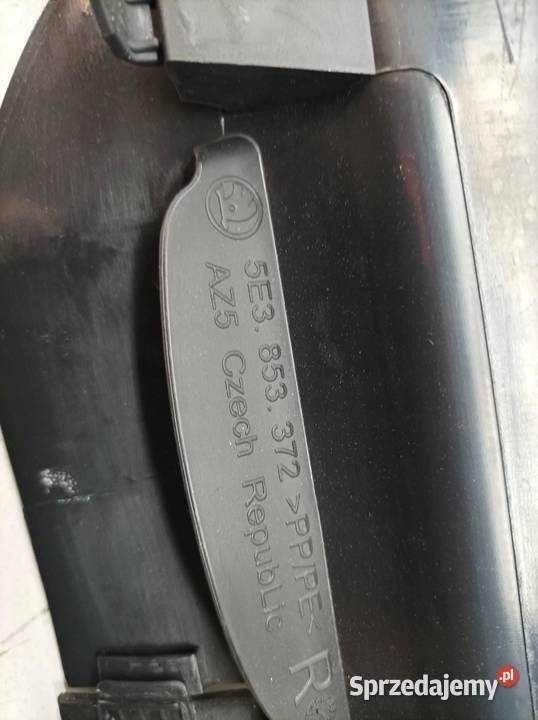 5E3.853.372 >PP/PE< R
AZ5 Czech Republic
Sprzedajemy.pl